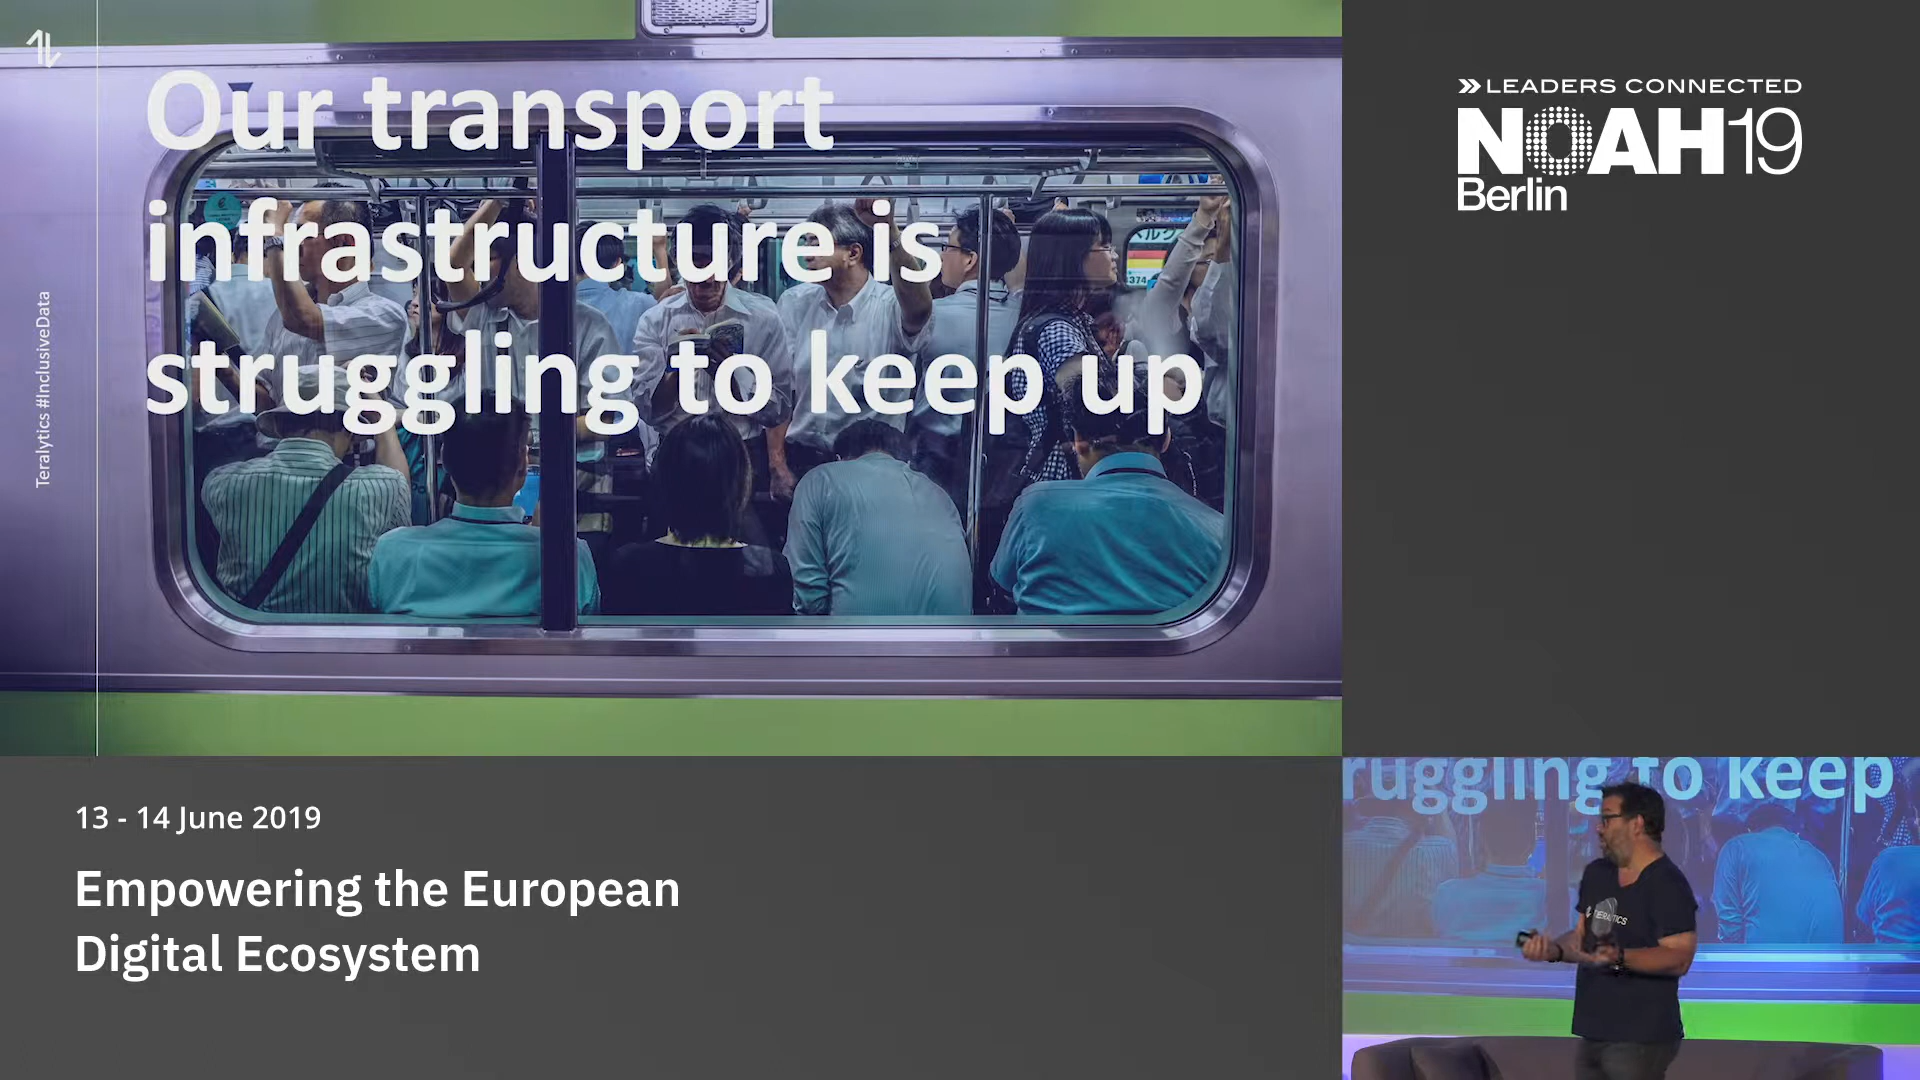 Our transport
infrastructure is
struggling to keep up
Teralytics #InclusiveData
LEADERS CONNECTED
NOAH19
Berlin
13 - 14 June 2019
Empowering the European
Digital Ecosystem
ruggling to keep